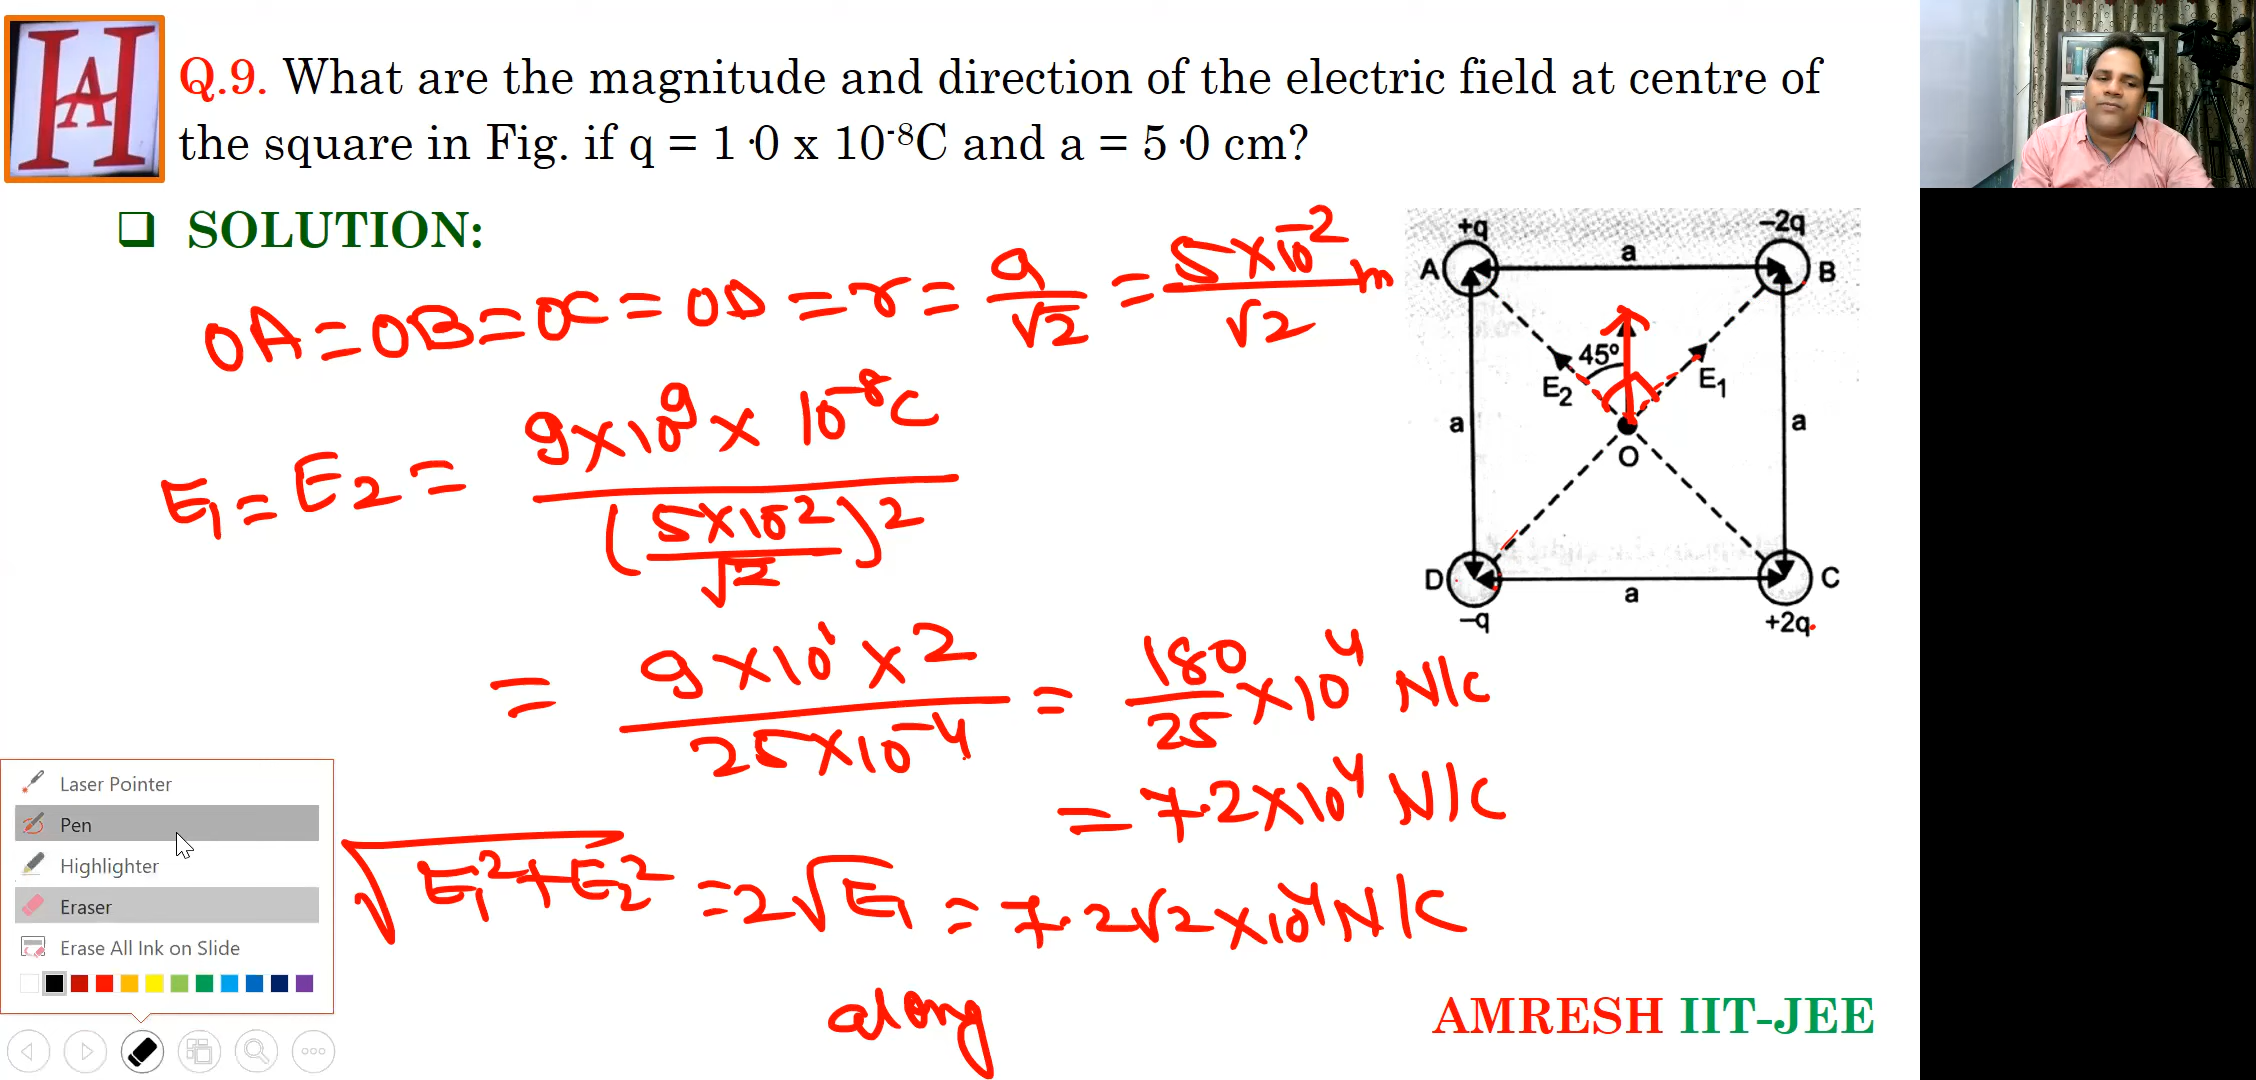 HA
Q.9. What are the magnitude and direction of the electric field at centre of
the square in Fig. if q = 1·0 x 10⁻⁸C and a = 5·0 cm?
❑ SOLUTION:
OA = OB = OC = OD = r = a/√2 = 5×10⁻²/√2 m
E₁ = E₂ = 9×10⁹ × 10⁻⁸C / (5×10²/√2)²
= 9×10¹×2 / 25×10⁻⁴ = 180/25 ×10⁴ N/C
= 7.2×10⁴ N/C
√E₁²+E₂² = 2√E₁ = 7.2√2×10⁴ N/C
along
+q
-2q
A
a
B
45º
E₂
E₁
a
a
O
D
a
C
–q
+2q
Laser Pointer
Pen
Highlighter
Eraser
Erase All Ink on Slide
AMRESH IIT-JEE